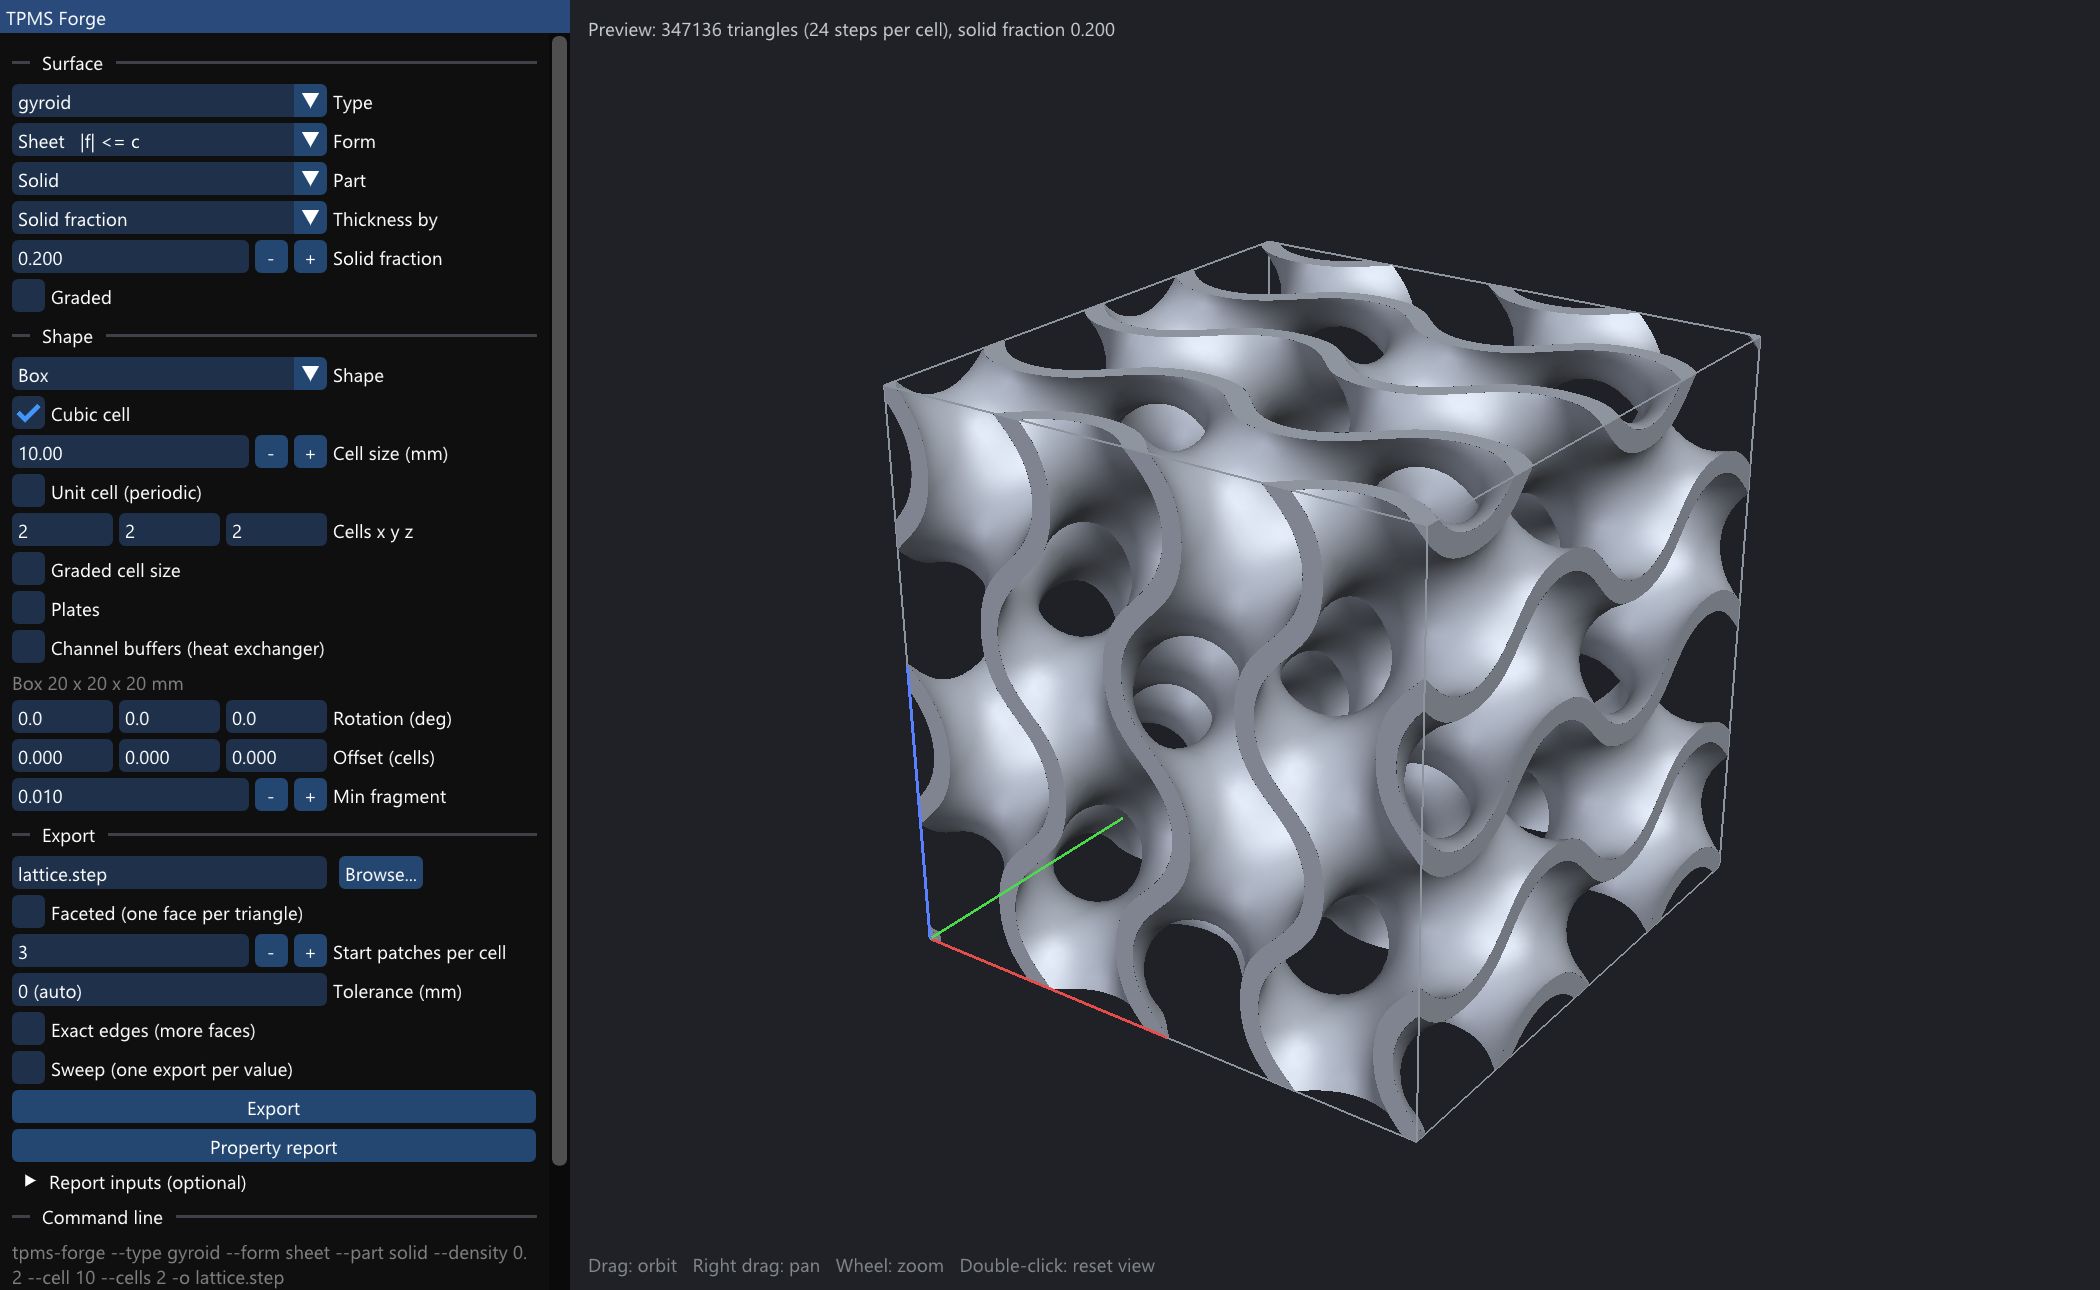 TPMS Forge
Preview: 347136 triangles (24 steps per cell), solid fraction 0.200
Surface
gyroid Type
Sheet |f| <= c Form
Solid Part
Solid fraction Thickness by
0.200 - + Solid fraction
Graded
Shape
Box Shape
Cubic cell
10.00 - + Cell size (mm)
Unit cell (periodic)
2 2 2 Cells x y z
Graded cell size
Plates
Channel buffers (heat exchanger)
Box 20 x 20 x 20 mm
0.0 0.0 0.0 Rotation (deg)
0.000 0.000 0.000 Offset (cells)
0.010 - + Min fragment
Export
lattice.step Browse...
Faceted (one face per triangle)
3 - + Start patches per cell
0 (auto) Tolerance (mm)
Exact edges (more faces)
Sweep (one export per value)
Export
Property report
Report inputs (optional)
Command line
tpms-forge --type gyroid --form sheet --part solid --density 0.
2 --cell 10 --cells 2 -o lattice.step
Drag: orbit Right drag: pan Wheel: zoom Double-click: reset view